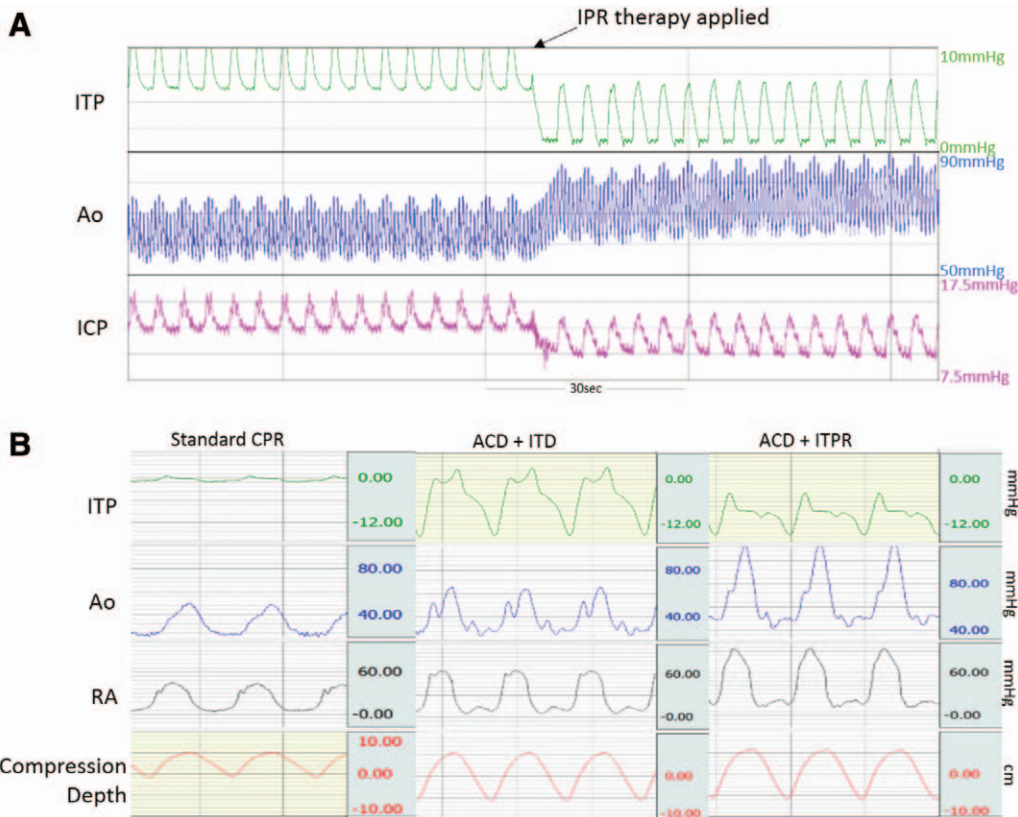 A
IPR therapy applied
ITP
10mmHg
0mmHg
Ao
90mmHg
50mmHg
ICP
17.5mmHg
7.5mmHg
30sec
B
Standard CPR
ACD + ITD
ACD + ITPR
ITP
0.00
-12.00
0.00
-12.00
0.00
-12.00
mmHg
Ao
80.00
40.00
80.00
40.00
80.00
40.00
mmHg
RA
60.00
-0.00
60.00
-0.00
60.00
-0.00
mmHg
Compression
Depth
10.00
0.00
-10.00
0.00
-10.00
0.00
-10.00
cm